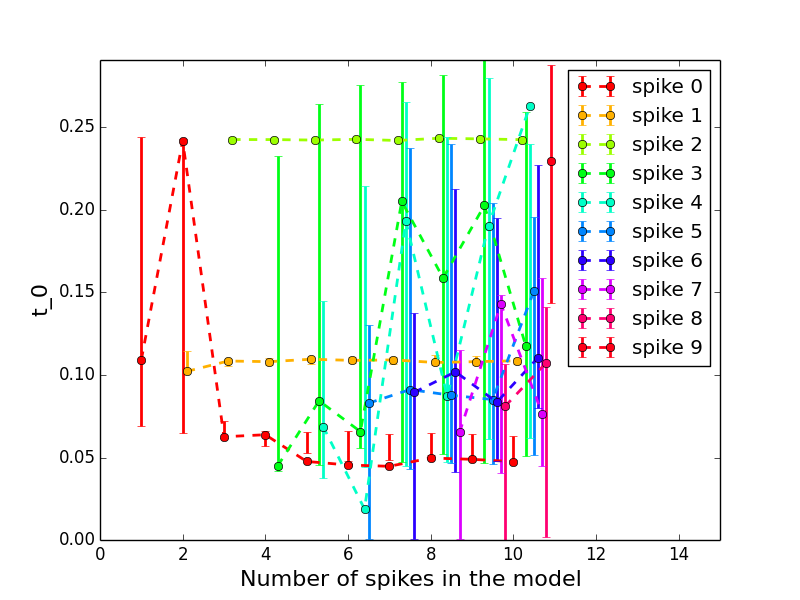 0.25
0.20
0.15
0.10
0.05
0.00
t_0
0 2 4 6 8 10 12 14
Number of spikes in the model
spike 0
spike 1
spike 2
spike 3
spike 4
spike 5
spike 6
spike 7
spike 8
spike 9